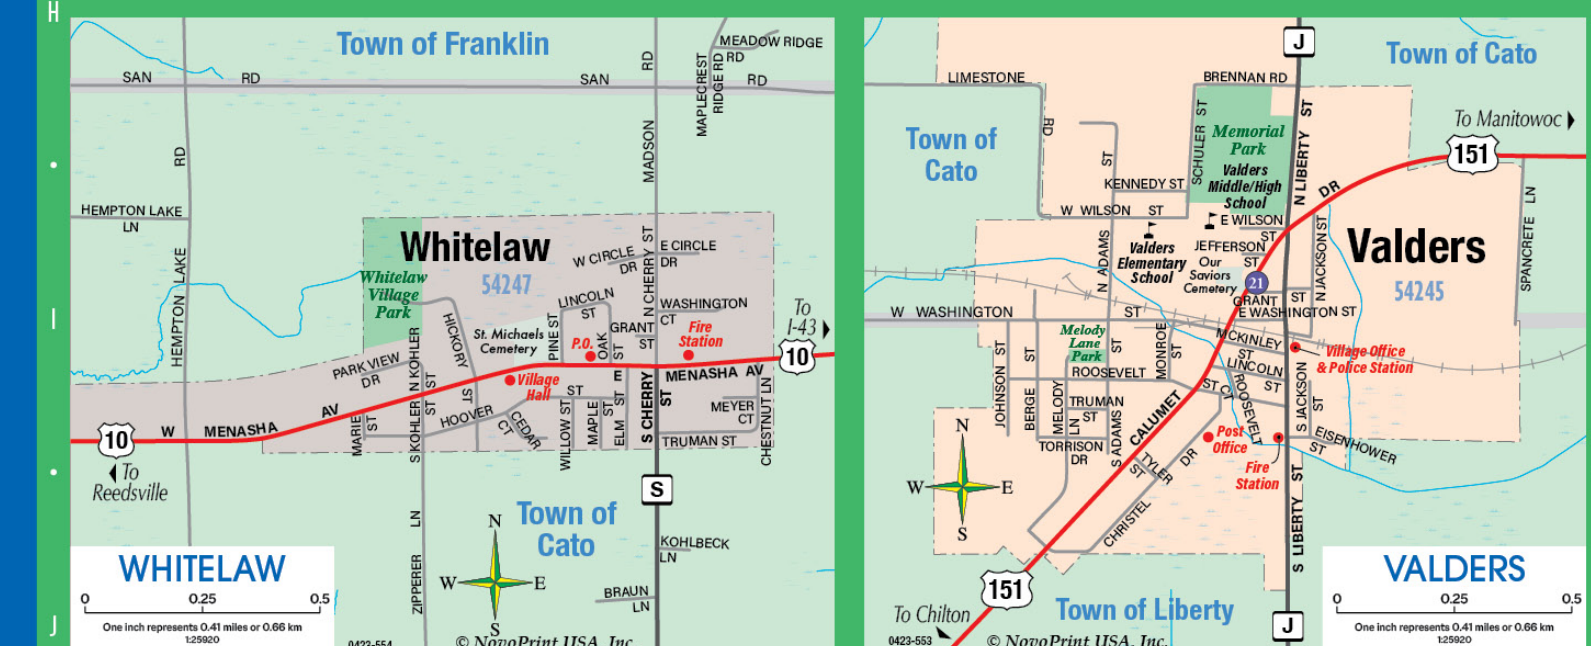 H
I
J
Town of Franklin
MEADOW RIDGE
RD
SAN
RD
SAN
RD
MAPLECREST
RIDGE RD
RD
MADISON
RD
HEMPTON LAKE
LN
HEMPTON LAKE
Whitelaw
54247
Whitelaw
Village
Park
W CIRCLE
DR
E CIRCLE
DR
N CHERRY ST
LINCOLN
ST
WASHINGTON
CT
GRANT
ST
Fire
Station
To
I-43
10
St. Michaels
Cemetery
PINE ST
P.O.
OAK
ST
HICKORY
ST
PARK VIEW
DR
N KOHLER
ST
Village
Hall
E
MENASHA AV
W
MENASHA
AV
10
To
Reedsville
MARIE
ST
S KOHLER
ST
HOOVER
ST
CEDAR
CT
WILLOW ST
MAPLE
ST
ELM ST
S CHERRY
ST
MEYER
CT
TRUMAN ST
CHESTNUT LN
S
Town of
Cato
N
W
E
S
ZIPPERER
LN
KOHLBECK
LN
BRAUN
LN
WHITELAW
0
0.25
0.5
One inch represents 0.41 miles or 0.66 km
1:25920
0423-554
© NovoPrint USA, Inc.
J
Town of Cato
LIMESTONE
RD
BRENNAN RD
To Manitowoc
151
Town of
Cato
SCHULER
ST
Memorial
Park
Valders
Middle/High
School
N LIBERTY
ST
DR
KENNEDY ST
W WILSON
ST
E WILSON
ST
N ADAMS
ST
Valders
Elementary
School
JEFFERSON
ST
Our
Saviors
Cemetery
21
N JACKSON ST
Valders
54245
SPANCRETE
LN
GRANT
ST
W
WASHINGTON
ST
E WASHINGTON ST
Melody
Lane
Park
MONROE
ST
MCKINLEY
ST
Village Office
& Police Station
JOHNSON
ST
BERGE
ST
ROOSEVELT
LINCOLN
ST
ST CT
ROOSEVELT
MELODY
LN
TRUMAN
ST
S ADAMS
ST
CALUMET
S JACKSON
ST
TORRISON
DR
Post
Office
Fire
Station
EISENHOWER
ST
TYLER
ST
CHRISTEL
DR
N
W
E
S
S LIBERTY
ST
151
To Chilton
Town of Liberty
J
VALDERS
0
0.25
0.5
One inch represents 0.41 miles or 0.66 km
1:25920
0423-553
© NovoPrint USA, Inc.